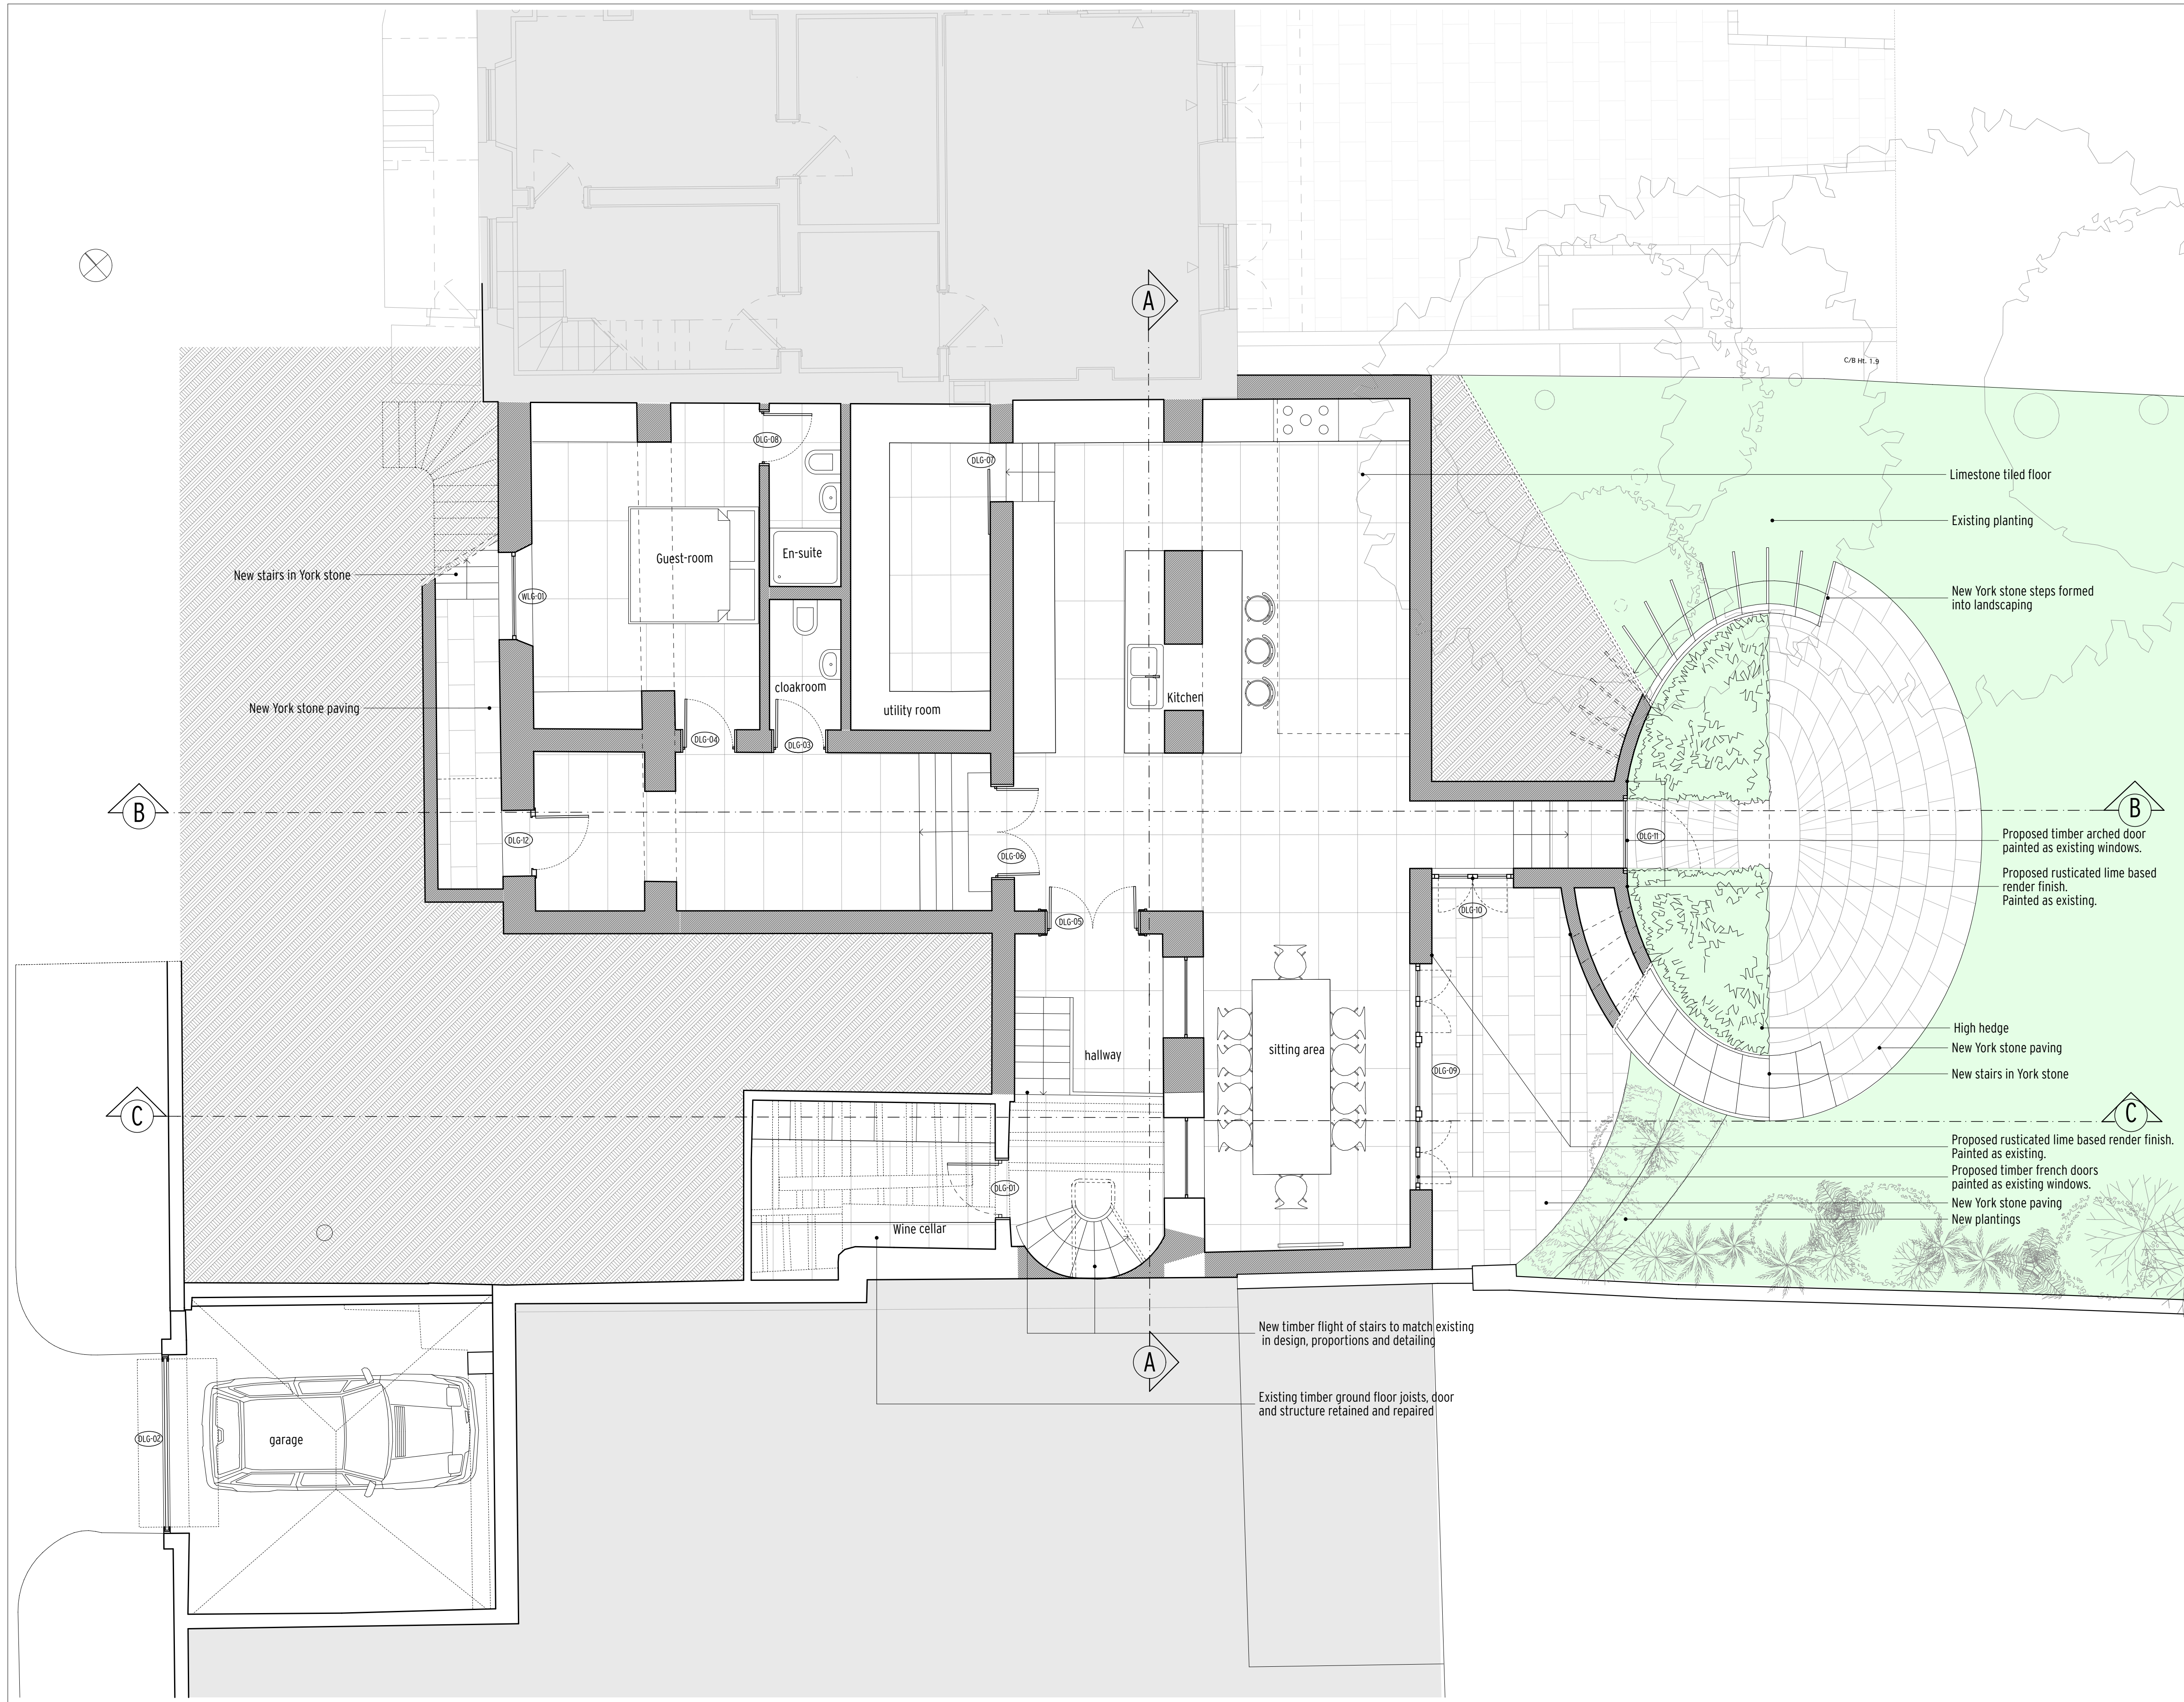 A
C/B Ht. 1.9
DLG-08
DLG-07
Limestone tiled floor
Existing planting
Guest-room
En-suite
New stairs in York stone
WLG-01
New York stone steps formed
into landscaping
cloakroom
Kitchen
utility room
New York stone paving
DLG-04
DLG-03
B
B
DLG-12
DLG-06
DLG-11
Proposed timber arched door
painted as existing windows.
Proposed rusticated lime based
render finish.
Painted as existing.
DLG-05
DLG-10
High hedge
New York stone paving
New stairs in York stone
hallway
sitting area
DLG-09
C
C
Proposed rusticated lime based render finish.
Painted as existing.
Proposed timber french doors
painted as existing windows.
New York stone paving
New plantings
DLG-01
Wine cellar
New timber flight of stairs to match existing
in design, proportions and detailing
A
Existing timber ground floor joists, door
and structure retained and repaired
DLG-02
garage